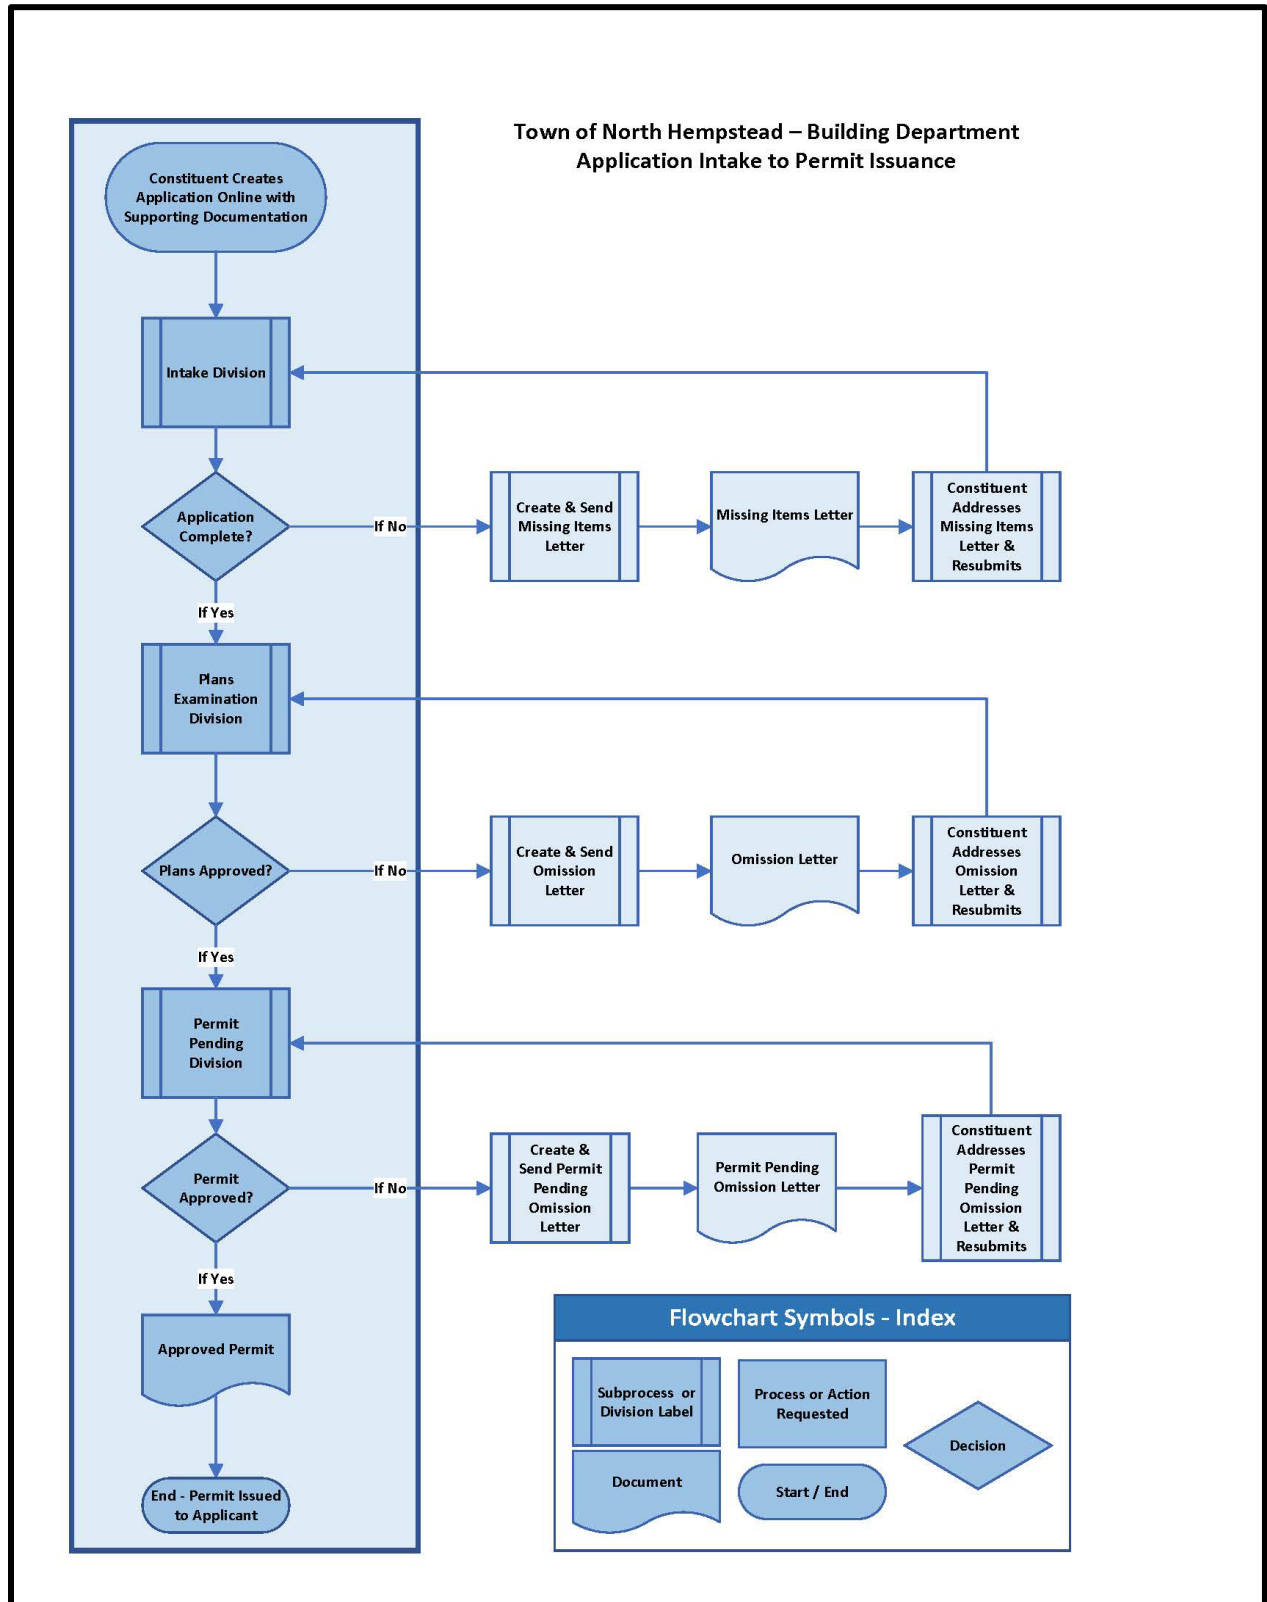 Town of North Hempstead – Building Department
Application Intake to Permit Issuance
Constituent Creates
Application Online with
Supporting Documentation
Intake Division
Application
Complete?
If No
Create & Send
Missing Items
Letter
Missing Items Letter
Constituent
Addresses
Missing Items
Letter &
Resubmits
If Yes
Plans
Examination
Division
Plans Approved?
If No
Create & Send
Omission
Letter
Omission Letter
Constituent
Addresses
Omission
Letter &
Resubmits
If Yes
Permit
Pending
Division
Permit
Approved?
If No
Create &
Send Permit
Pending
Omission
Letter
Permit Pending
Omission Letter
Constituent
Addresses
Permit
Pending
Omission
Letter &
Resubmits
If Yes
Approved Permit
End - Permit Issued
to Applicant
Flowchart Symbols - Index
Subprocess or
Division Label
Process or Action
Requested
Decision
Document
Start / End